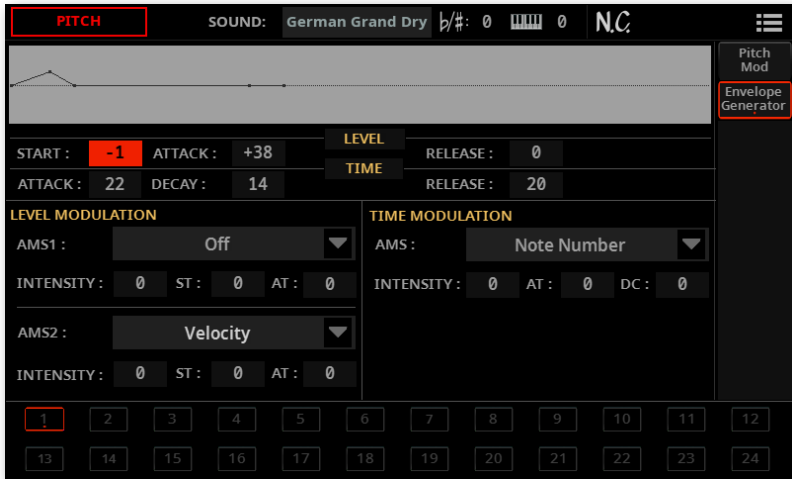 PITCH SOUND: German Grand Dry b/#: 0 0 N.C.
Pitch
Mod
Envelope
Generator
LEVEL
START : -1 ATTACK : +38 RELEASE : 0
TIME
ATTACK : 22 DECAY : 14 RELEASE : 20
LEVEL MODULATION TIME MODULATION
AMS1 : Off AMS : Note Number
INTENSITY : 0 ST : 0 AT : 0 INTENSITY : 0 AT : 0 DC : 0
AMS2 : Velocity
INTENSITY : 0 ST : 0 AT : 0
1 2 3 4 5 6 7 8 9 10 11 12
13 14 15 16 17 18 19 20 21 22 23 24